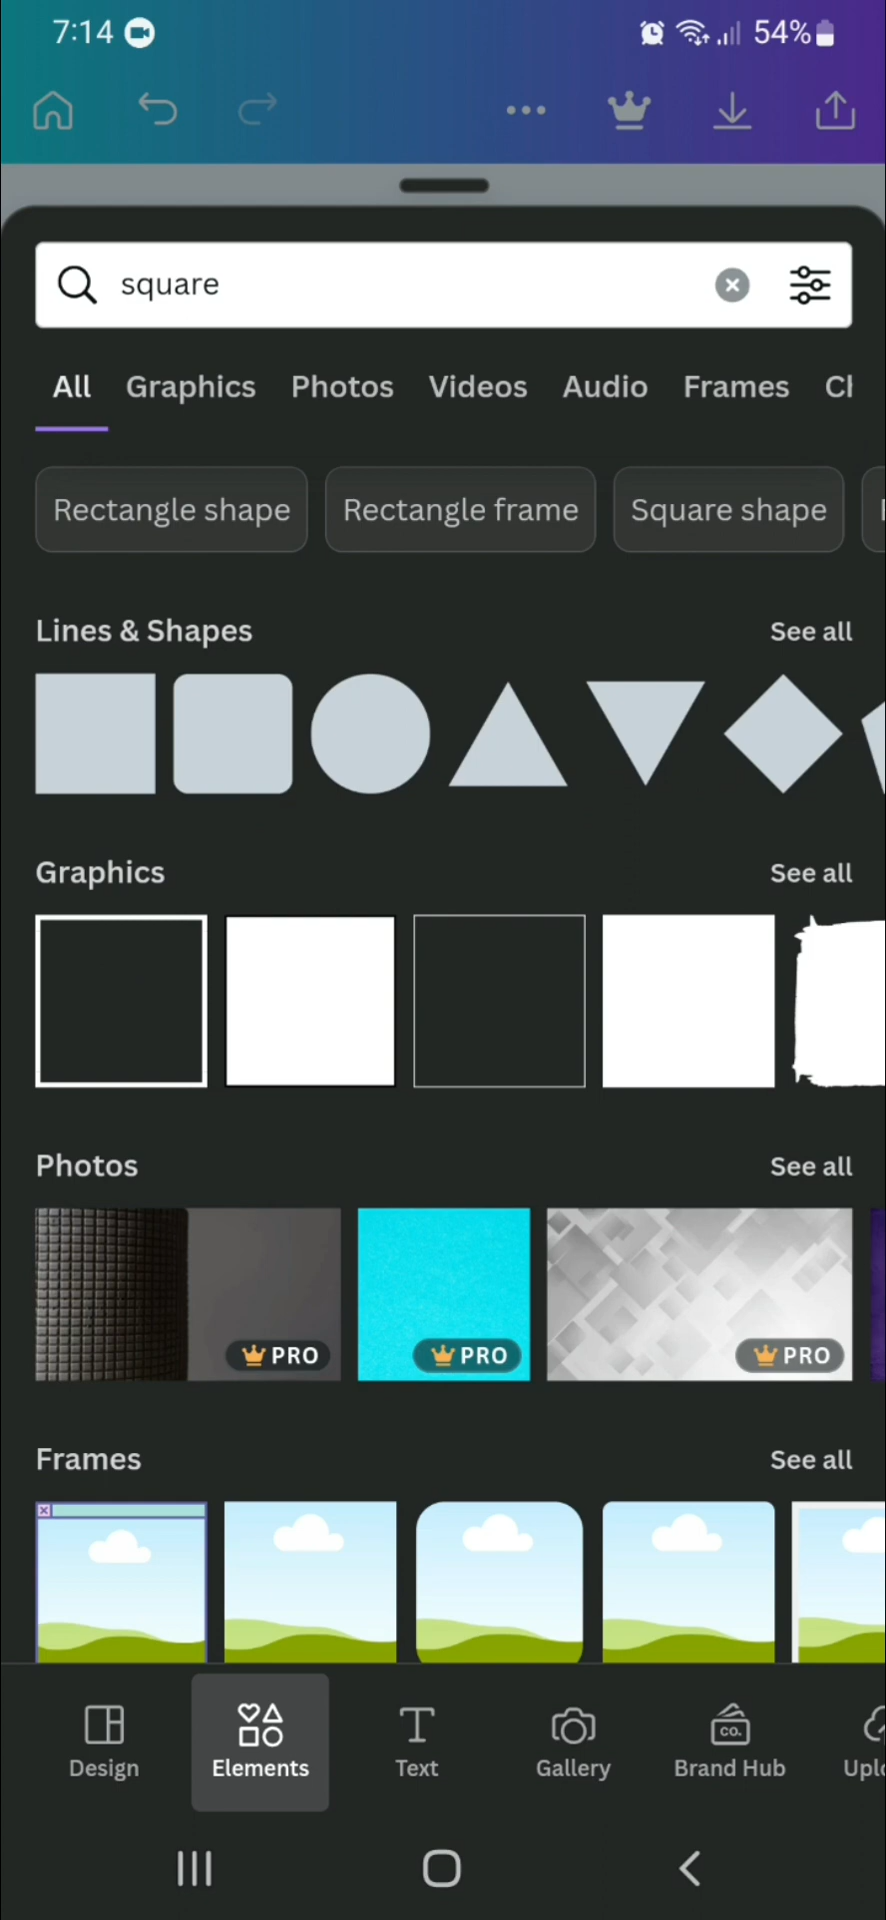 7:14
54%
square
All Graphics Photos Videos Audio Frames
Rectangle shape Rectangle frame Square shape
Lines & Shapes See all
Graphics See all
Photos See all
PRO PRO PRO
Frames See all
CO.
Design Elements Text Gallery Brand Hub